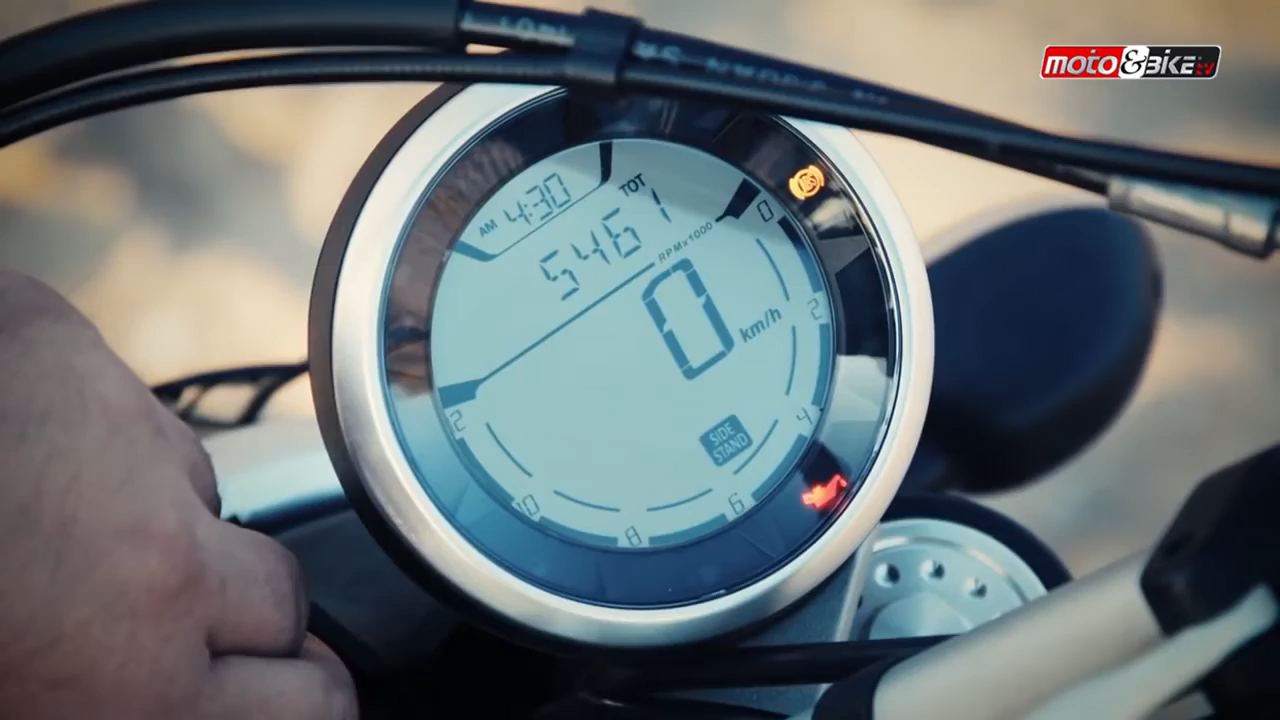 moto&BIKE tv
AM 4:30
TOT
5461
RPMx1000
0
0 km/h
2
4
SIDE
STAND
6
8
10
ABS